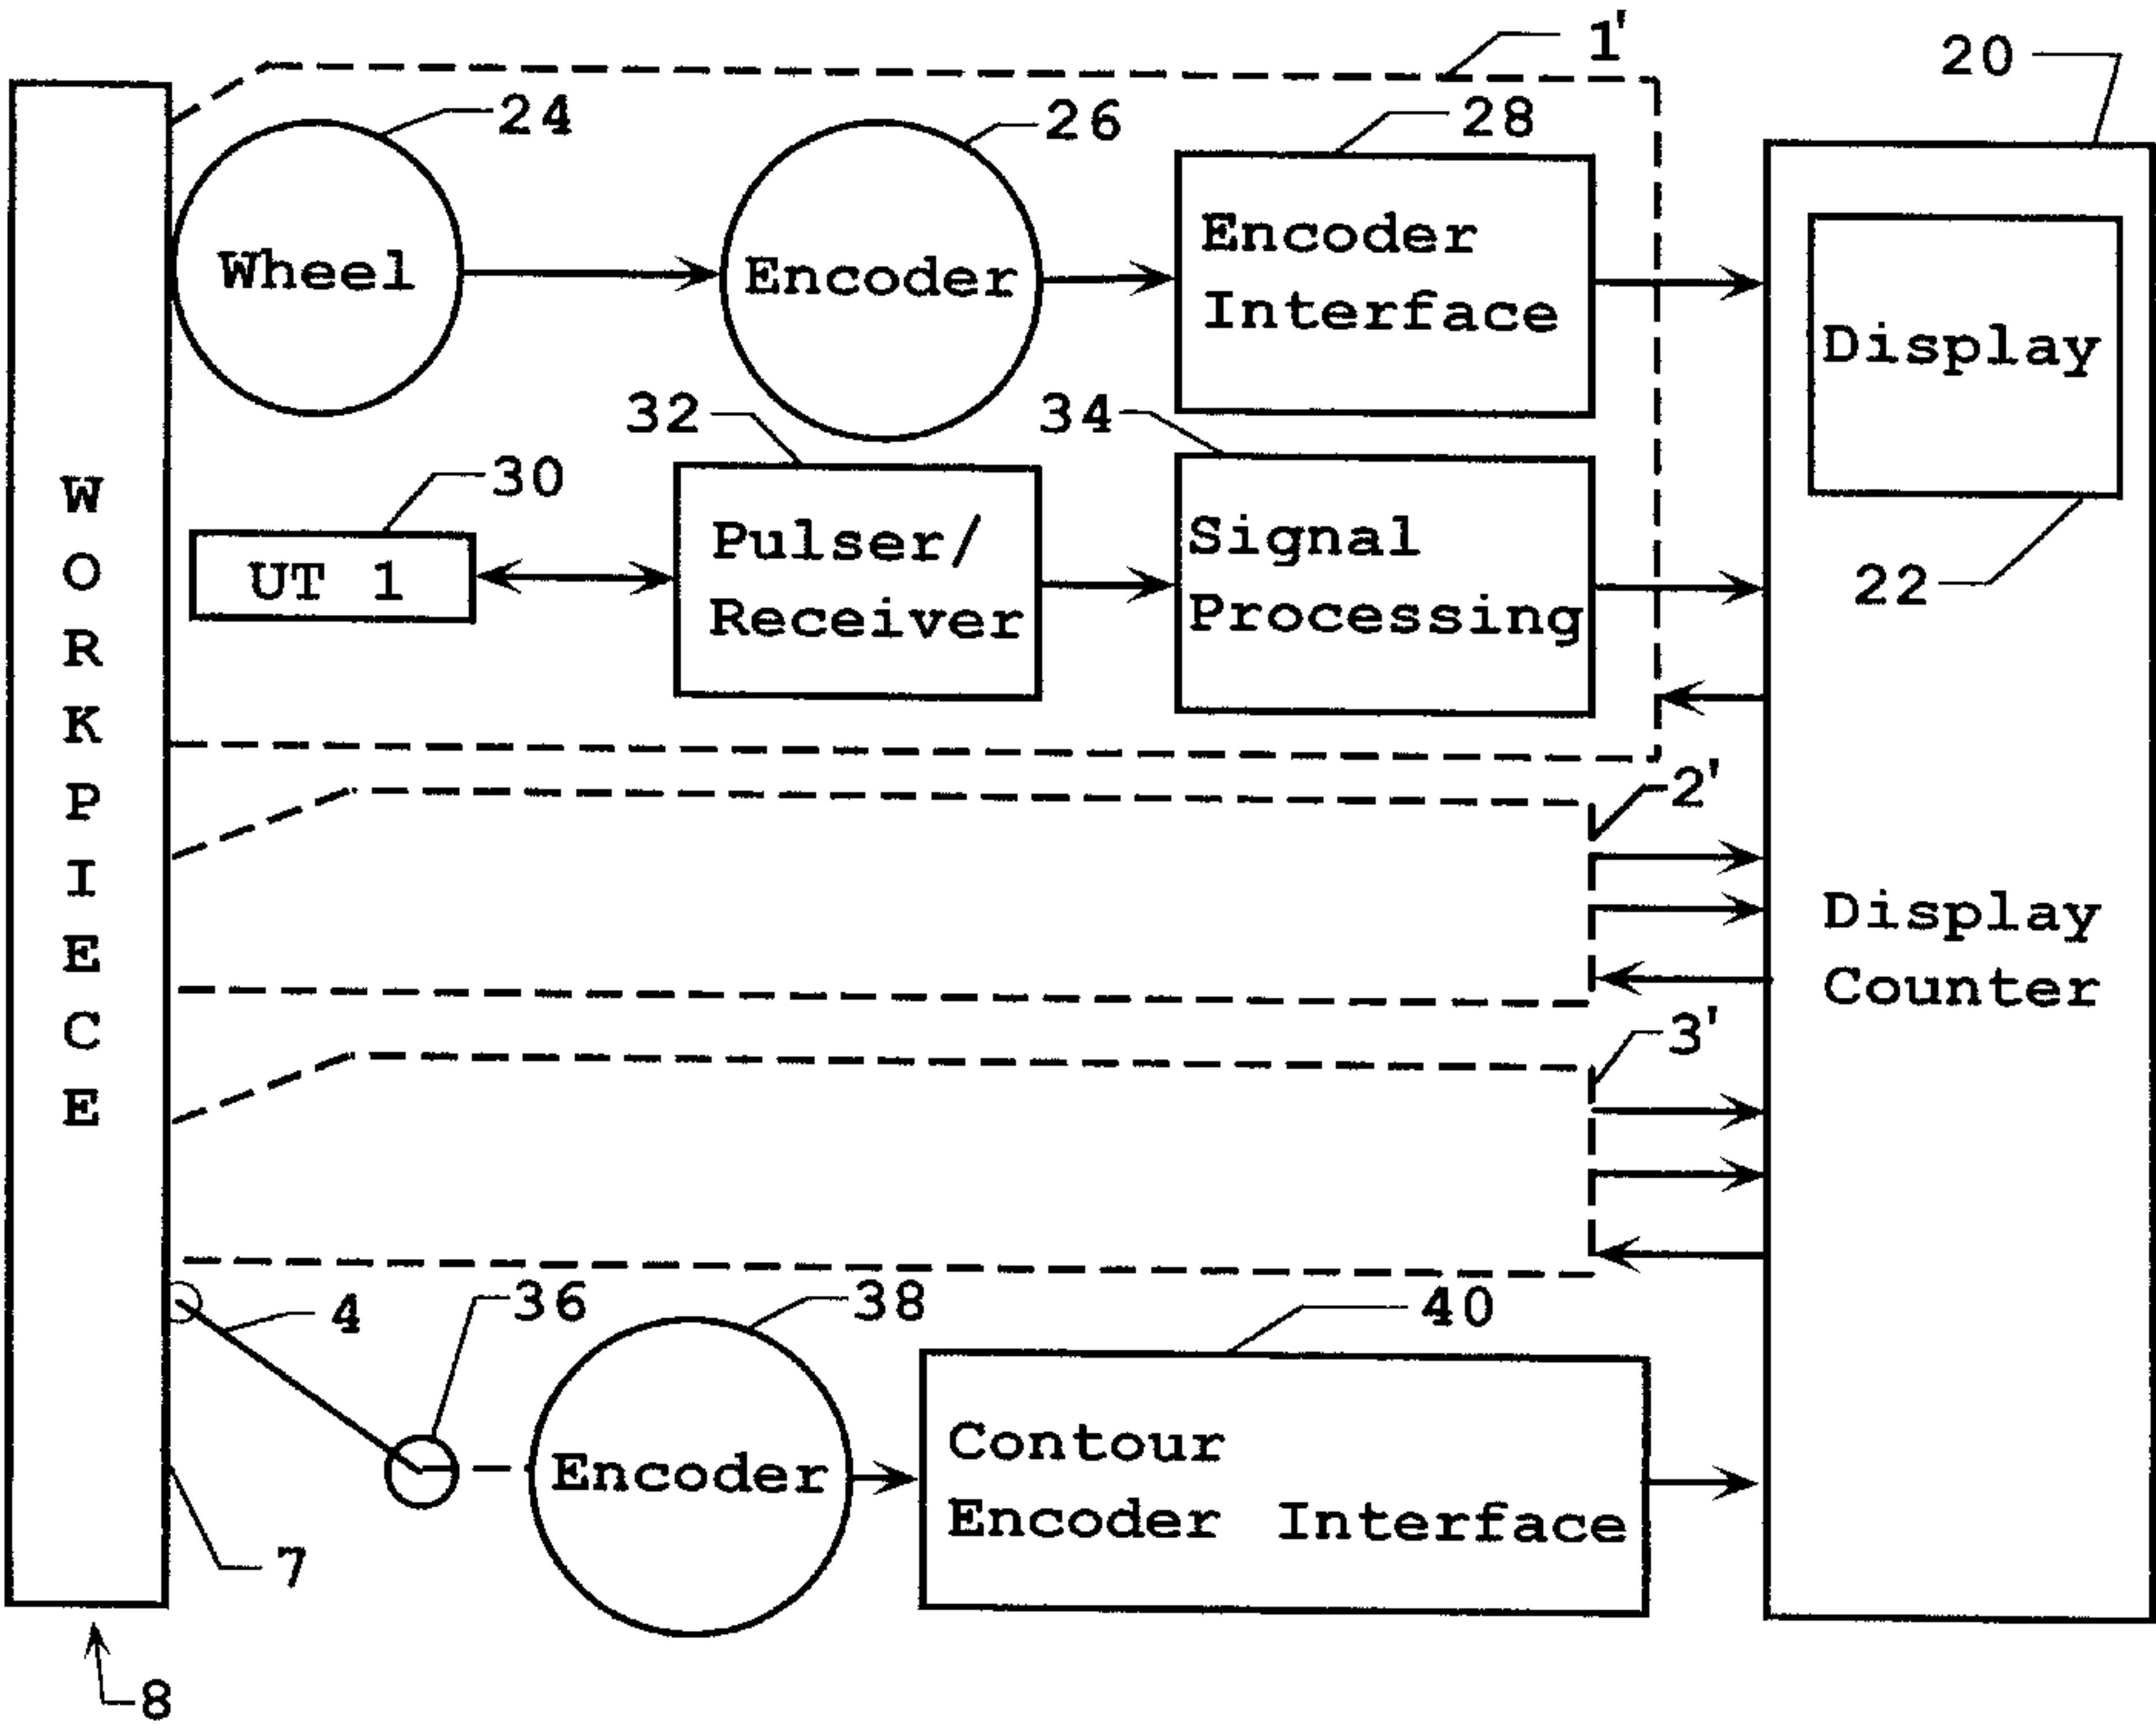 1'
20
24
26
28
Wheel
Encoder
Encoder
Interface
Display
32
34
30
22
UT 1
Pulser/
Receiver
Signal
Processing
WORKPIECE
2'
Display
Counter
3'
4
36
38
40
Encoder
Contour
Encoder Interface
7
8